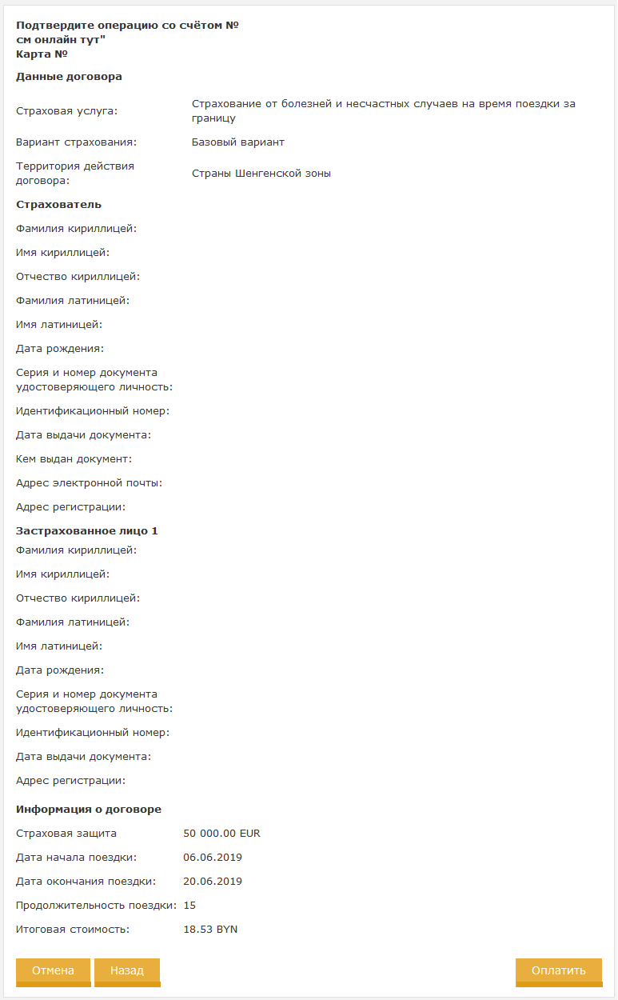 Подтвердите операцию со счётом №
см онлайн тут"
Карта №
Данные договора
Страховая услуга:
Страхование от болезней и несчастных случаев на время поездки за
границу
Вариант страхования:
Базовый вариант
Территория действия
договора:
Страны Шенгенской зоны
Страхователь
Фамилия кириллицей:
Имя кириллицей:
Отчество кириллицей:
Фамилия латиницей:
Имя латиницей:
Дата рождения:
Серия и номер документа
удостоверяющего личность:
Идентификационный номер:
Дата выдачи документа:
Кем выдан документ:
Адрес электронной почты:
Адрес регистрации:
Застрахованное лицо 1
Фамилия кириллицей:
Имя кириллицей:
Отчество кириллицей:
Фамилия латиницей:
Имя латиницей:
Дата рождения:
Серия и номер документа
удостоверяющего личность:
Идентификационный номер:
Дата выдачи документа:
Адрес регистрации:
Информация о договоре
Страховая защита 50 000.00 EUR
Дата начала поездки: 06.06.2019
Дата окончания поездки: 20.06.2019
Продолжительность поездки: 15
Итоговая стоимость: 18.53 BYN
Отмена Назад Оплатить